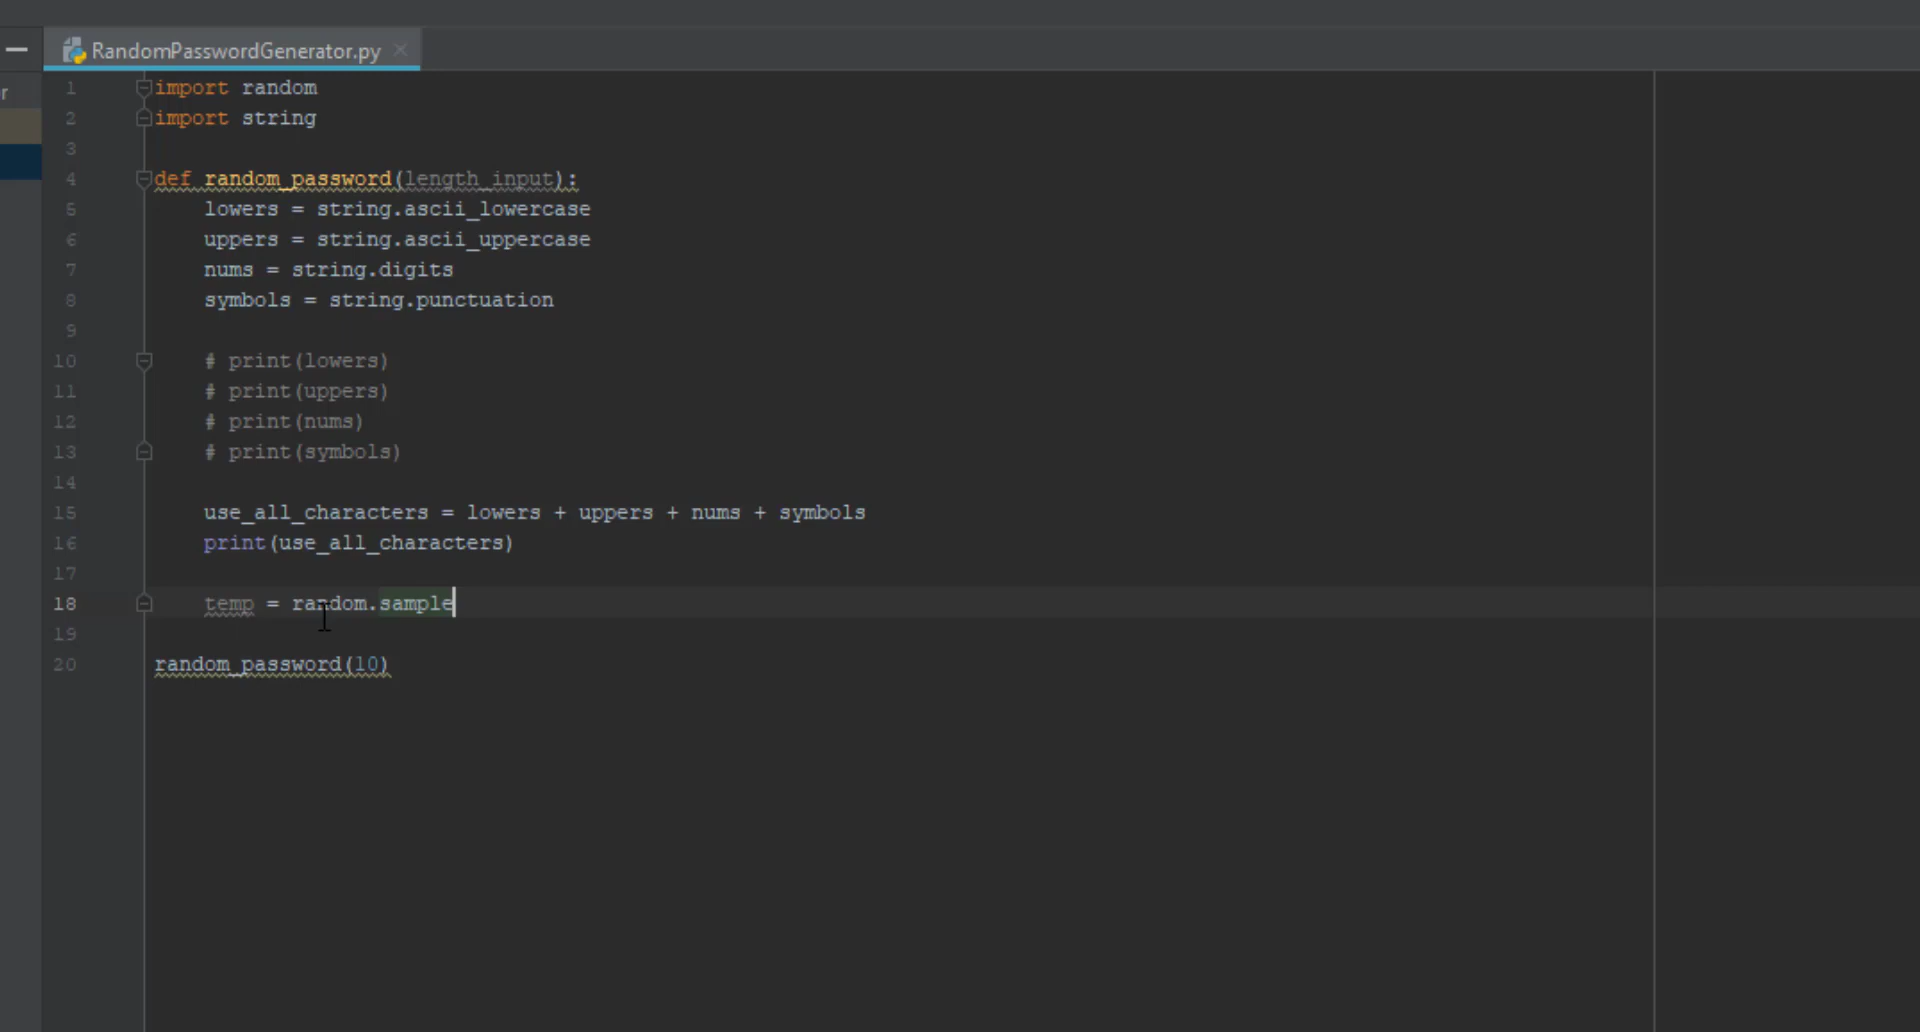 RandomPasswordGenerator.py
r
1 import random
2 import string
3
4 def random_password(length_input):
5     lowers = string.ascii_lowercase
6     uppers = string.ascii_uppercase
7     nums = string.digits
8     symbols = string.punctuation
9
10     # print(lowers)
11     # print(uppers)
12     # print(nums)
13     # print(symbols)
14
15     use_all_characters = lowers + uppers + nums + symbols
16     print(use_all_characters)
17
18     temp = random.sample
19
20 random_password(10)